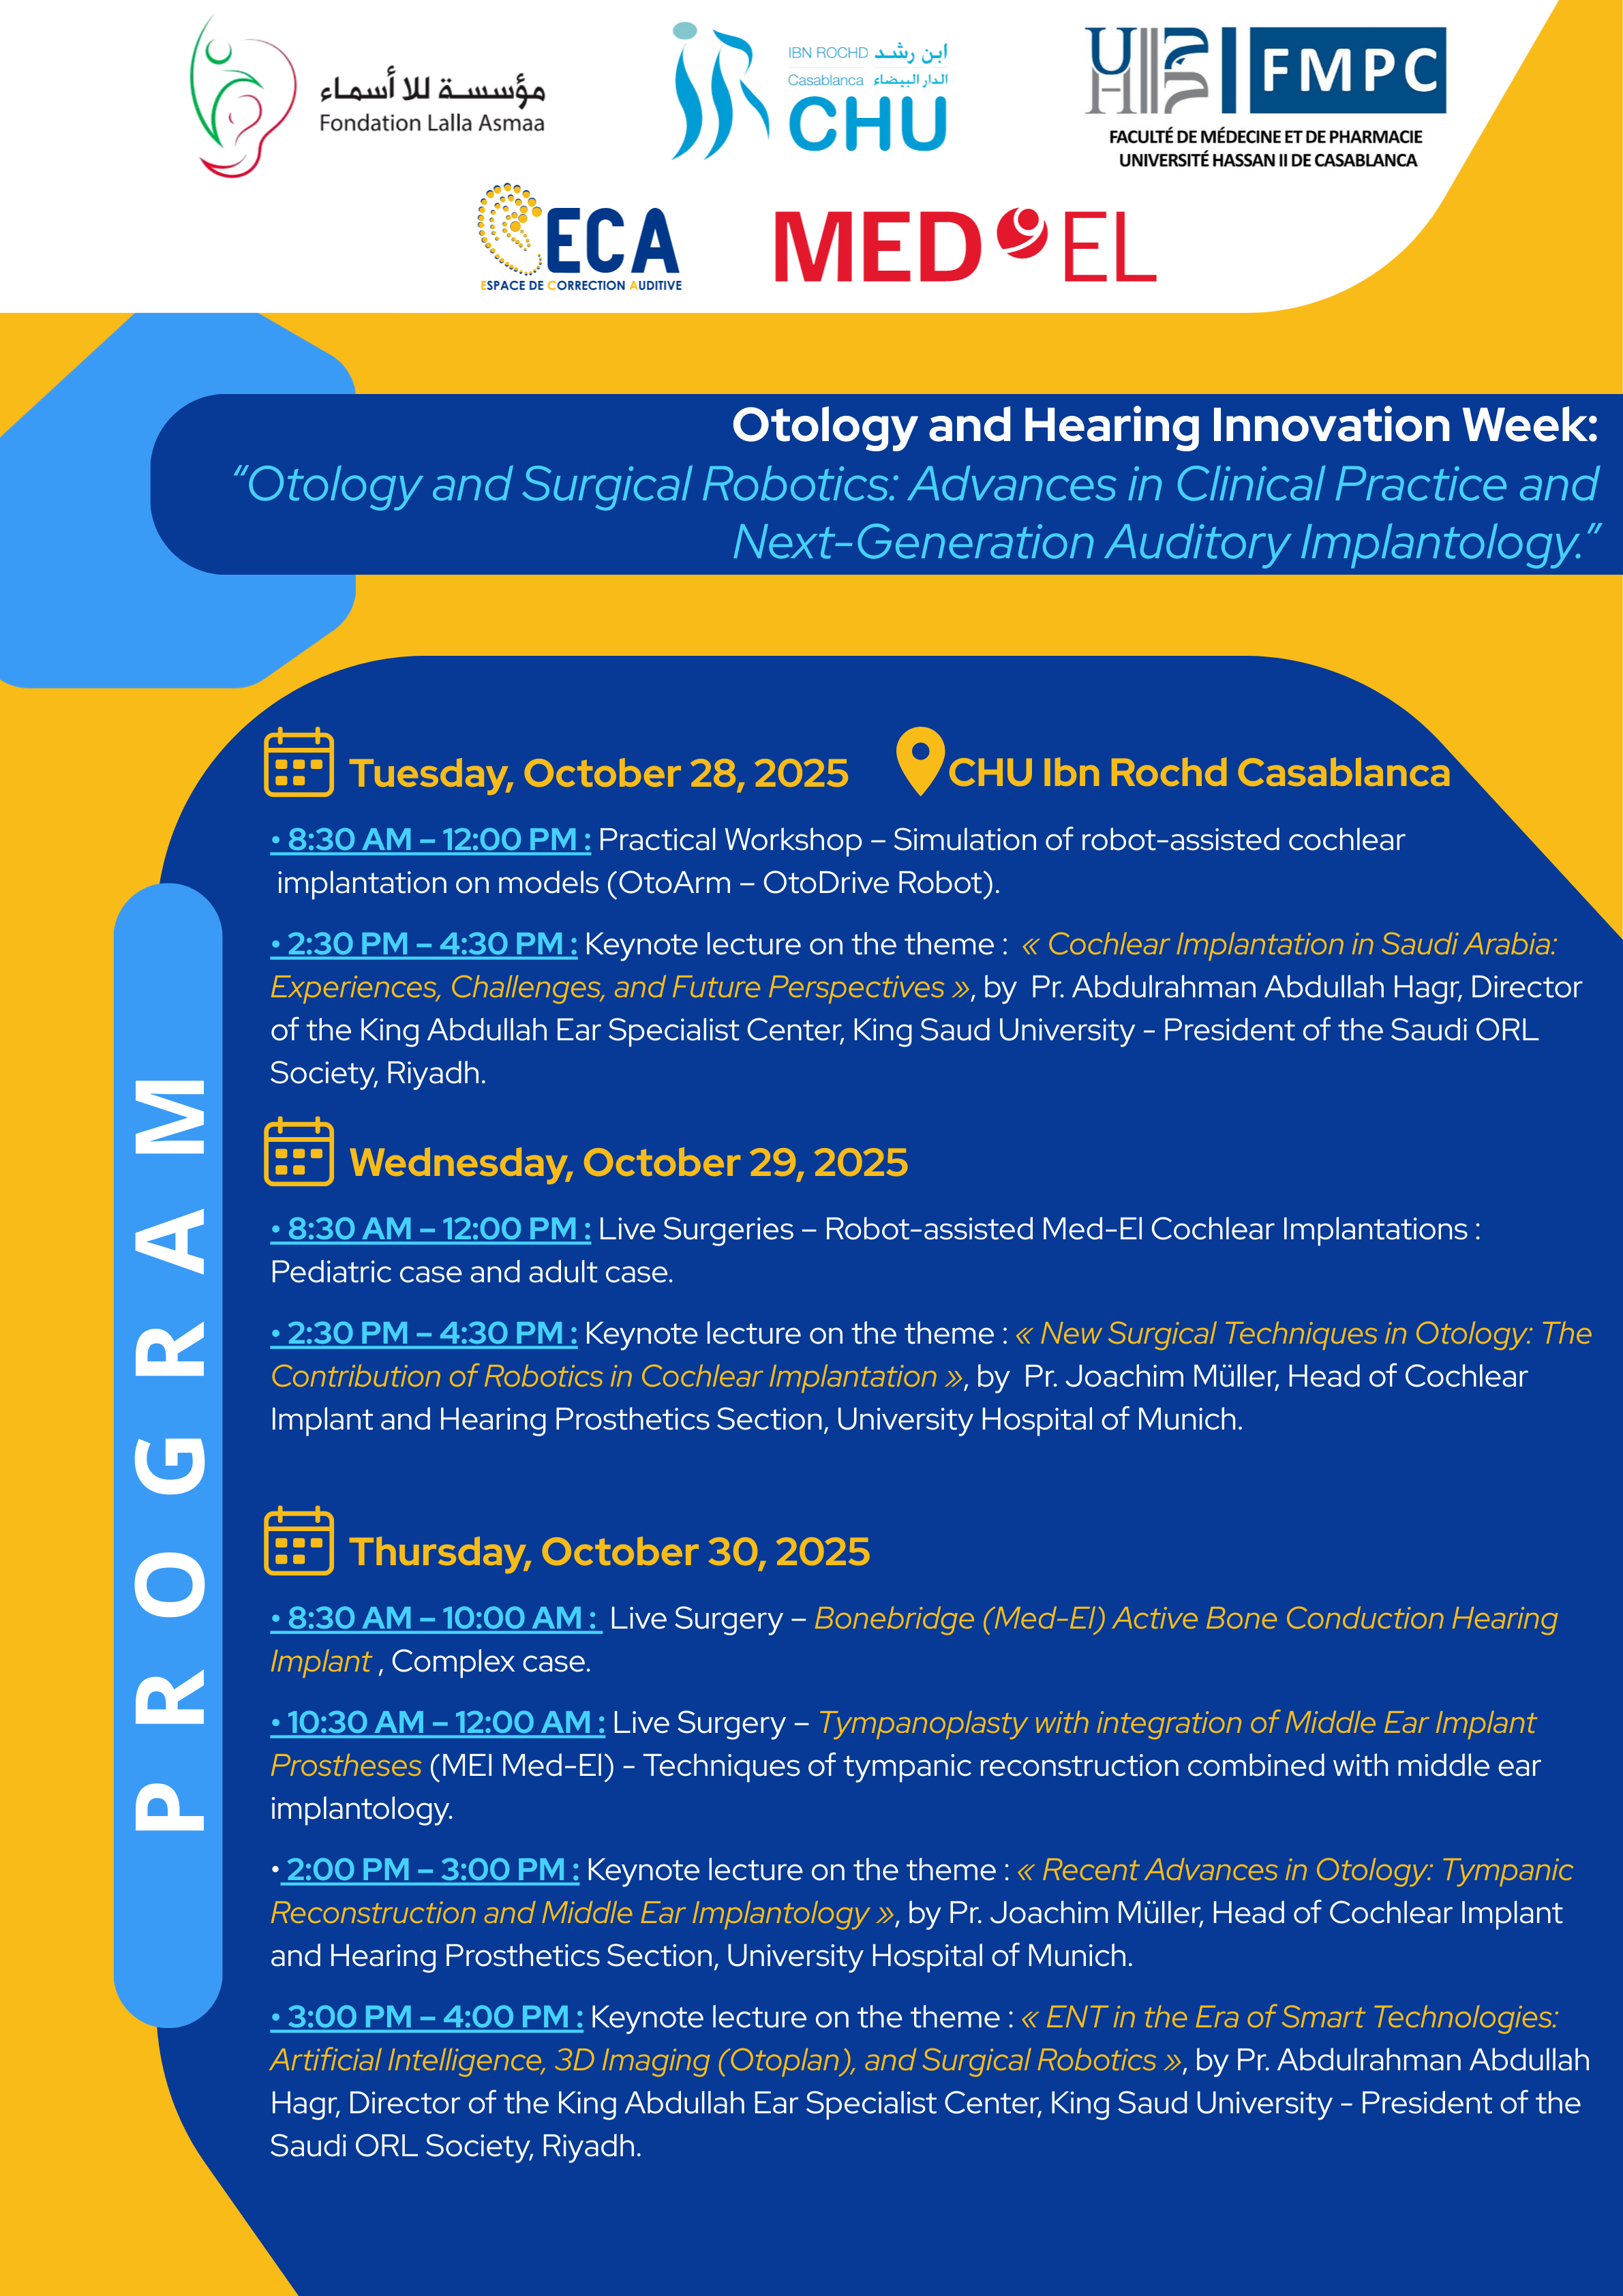 مؤسسة للا أسماء
Fondation Lalla Asmaa
IBN ROCHD ابن رشد
Casablanca الدار البيضاء
CHU
UH
FMPC
FACULTÉ DE MÉDECINE ET DE PHARMACIE
UNIVERSITÉ HASSAN II DE CASABLANCA
ECA
ESPACE DE CORRECTION AUDITIVE
MED EL
Otology and Hearing Innovation Week:
“Otology and Surgical Robotics: Advances in Clinical Practice and
Next-Generation Auditory Implantology.”
PROGRAM
Tuesday, October 28, 2025 CHU Ibn Rochd Casablanca
• 8:30 AM – 12:00 PM : Practical Workshop – Simulation of robot-assisted cochlear
implantation on models (OtoArm – OtoDrive Robot).
• 2:30 PM – 4:30 PM : Keynote lecture on the theme : « Cochlear Implantation in Saudi Arabia:
Experiences, Challenges, and Future Perspectives », by Pr. Abdulrahman Abdullah Hagr, Director
of the King Abdullah Ear Specialist Center, King Saud University - President of the Saudi ORL
Society, Riyadh.
Wednesday, October 29, 2025
• 8:30 AM – 12:00 PM : Live Surgeries – Robot-assisted Med-El Cochlear Implantations :
Pediatric case and adult case.
• 2:30 PM – 4:30 PM : Keynote lecture on the theme : « New Surgical Techniques in Otology: The
Contribution of Robotics in Cochlear Implantation », by Pr. Joachim Müller, Head of Cochlear
Implant and Hearing Prosthetics Section, University Hospital of Munich.
Thursday, October 30, 2025
• 8:30 AM – 10:00 AM : Live Surgery – Bonebridge (Med-El) Active Bone Conduction Hearing
Implant , Complex case.
• 10:30 AM – 12:00 AM : Live Surgery – Tympanoplasty with integration of Middle Ear Implant
Prostheses (MEI Med-El) - Techniques of tympanic reconstruction combined with middle ear
implantology.
• 2:00 PM – 3:00 PM : Keynote lecture on the theme : « Recent Advances in Otology: Tympanic
Reconstruction and Middle Ear Implantology », by Pr. Joachim Müller, Head of Cochlear Implant
and Hearing Prosthetics Section, University Hospital of Munich.
• 3:00 PM – 4:00 PM : Keynote lecture on the theme : « ENT in the Era of Smart Technologies:
Artificial Intelligence, 3D Imaging (Otoplan), and Surgical Robotics », by Pr. Abdulrahman Abdullah
Hagr, Director of the King Abdullah Ear Specialist Center, King Saud University - President of the
Saudi ORL Society, Riyadh.